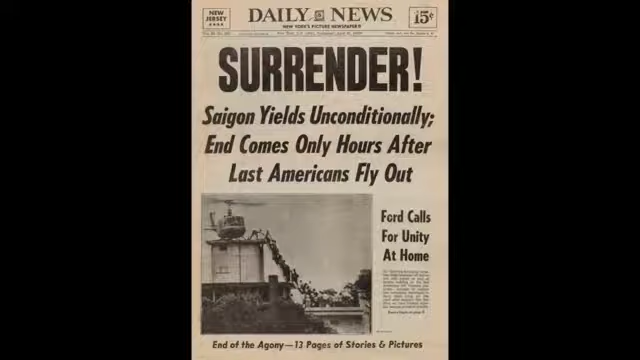 NEW
JERSEY
★★★★
DAILY NEWS
NEW YORK'S PICTURE NEWSPAPER®
15¢
SURRENDER!
Saigon Yields Unconditionally;
End Comes Only Hours After
Last Americans Fly Out
Ford Calls
For Unity
At Home
End of the Agony—13 Pages of Stories & Pictures